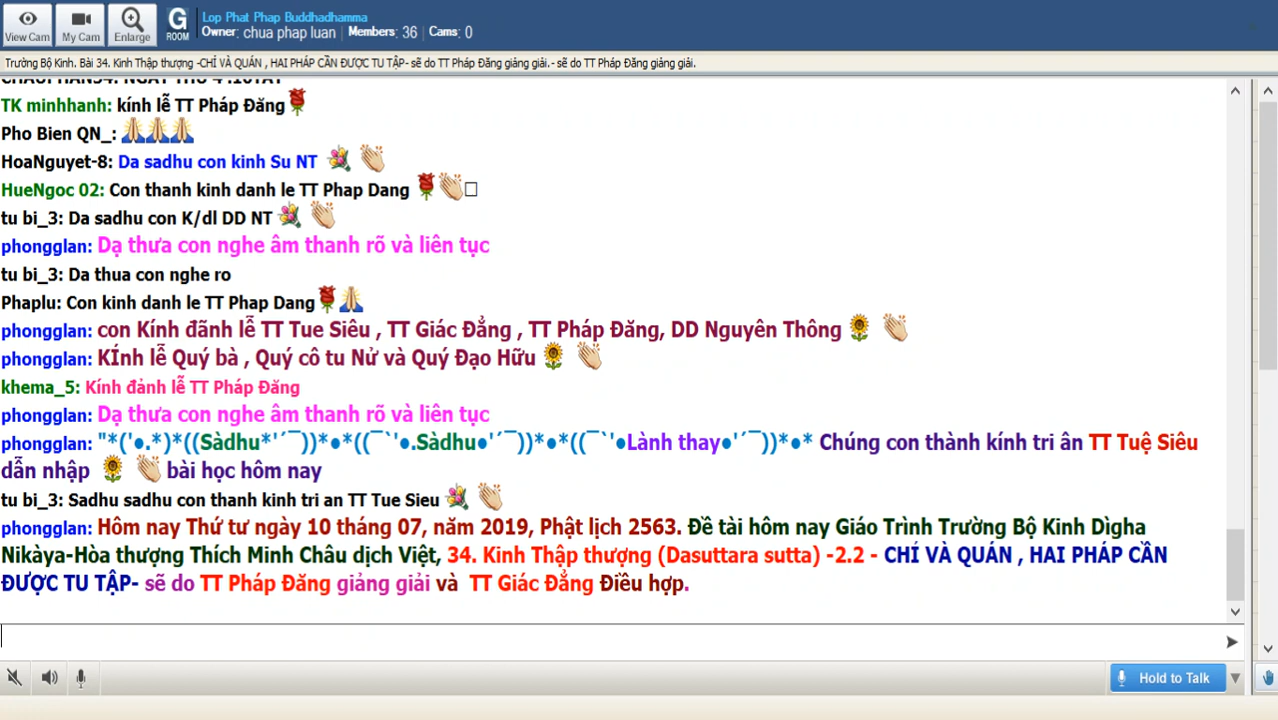 View Cam
My Cam
Enlarge
G
ROOM
Lop Phat Phap Buddhadhamma
Owner: chua phap luan | Members: 36 | Cams: 0
Trường Bộ Kinh. Bài 34. Kinh Thập thượng -CHỈ VÀ QUÁN , HAI PHÁP CẦN ĐƯỢC TU TẬP- sẽ do TT Pháp Đăng giảng giải.- sẽ do TT Pháp Đăng giảng giải.
TK minhhanh: kính lễ TT Pháp Đăng
Pho Bien QN_:
HoaNguyet-8: Da sadhu con kinh Su NT
HueNgoc 02: Con thanh kinh danh le TT Phap Dang
tu bi_3: Da sadhu con K/dl DD NT
phongglan: Dạ thưa con nghe âm thanh rõ và liên tục
tu bi_3: Da thua con nghe ro
Phaplu: Con kinh danh le TT Phap Dang
phongglan: con Kính đãnh lễ TT Tue Siêu , TT Giác Đẳng , TT Pháp Đăng, DD Nguyên Thông
phongglan: KÍnh lễ Quý bà , Quý cô tu Nử và Quý Đạo Hữu
khema_5: Kính đảnh lễ TT Pháp Đăng
phongglan: Dạ thưa con nghe âm thanh rõ và liên tục
phongglan: "*('●.*)*((Sàdhu*'´¯))*●*((¯`'●.Sàdhu●'´¯))*●*((¯`'●Lành thay●'´¯))*●* Chúng con thành kính tri ân TT Tuệ Siêu
dẫn nhập bài học hôm nay
tu bi_3: Sadhu sadhu con thanh kinh tri an TT Tue Sieu
phongglan: Hôm nay Thứ tư ngày 10 tháng 07, năm 2019, Phật lịch 2563. Đề tài hôm nay Giáo Trình Trường Bộ Kinh Dìgha
Nikàya-Hòa thượng Thích Minh Châu dịch Việt, 34. Kinh Thập thượng (Dasuttara sutta) -2.2 - CHỈ VÀ QUÁN , HAI PHÁP CẦN
ĐƯỢC TU TẬP- sẽ do TT Pháp Đăng giảng giải và TT Giác Đẳng Điều hợp.
Hold to Talk